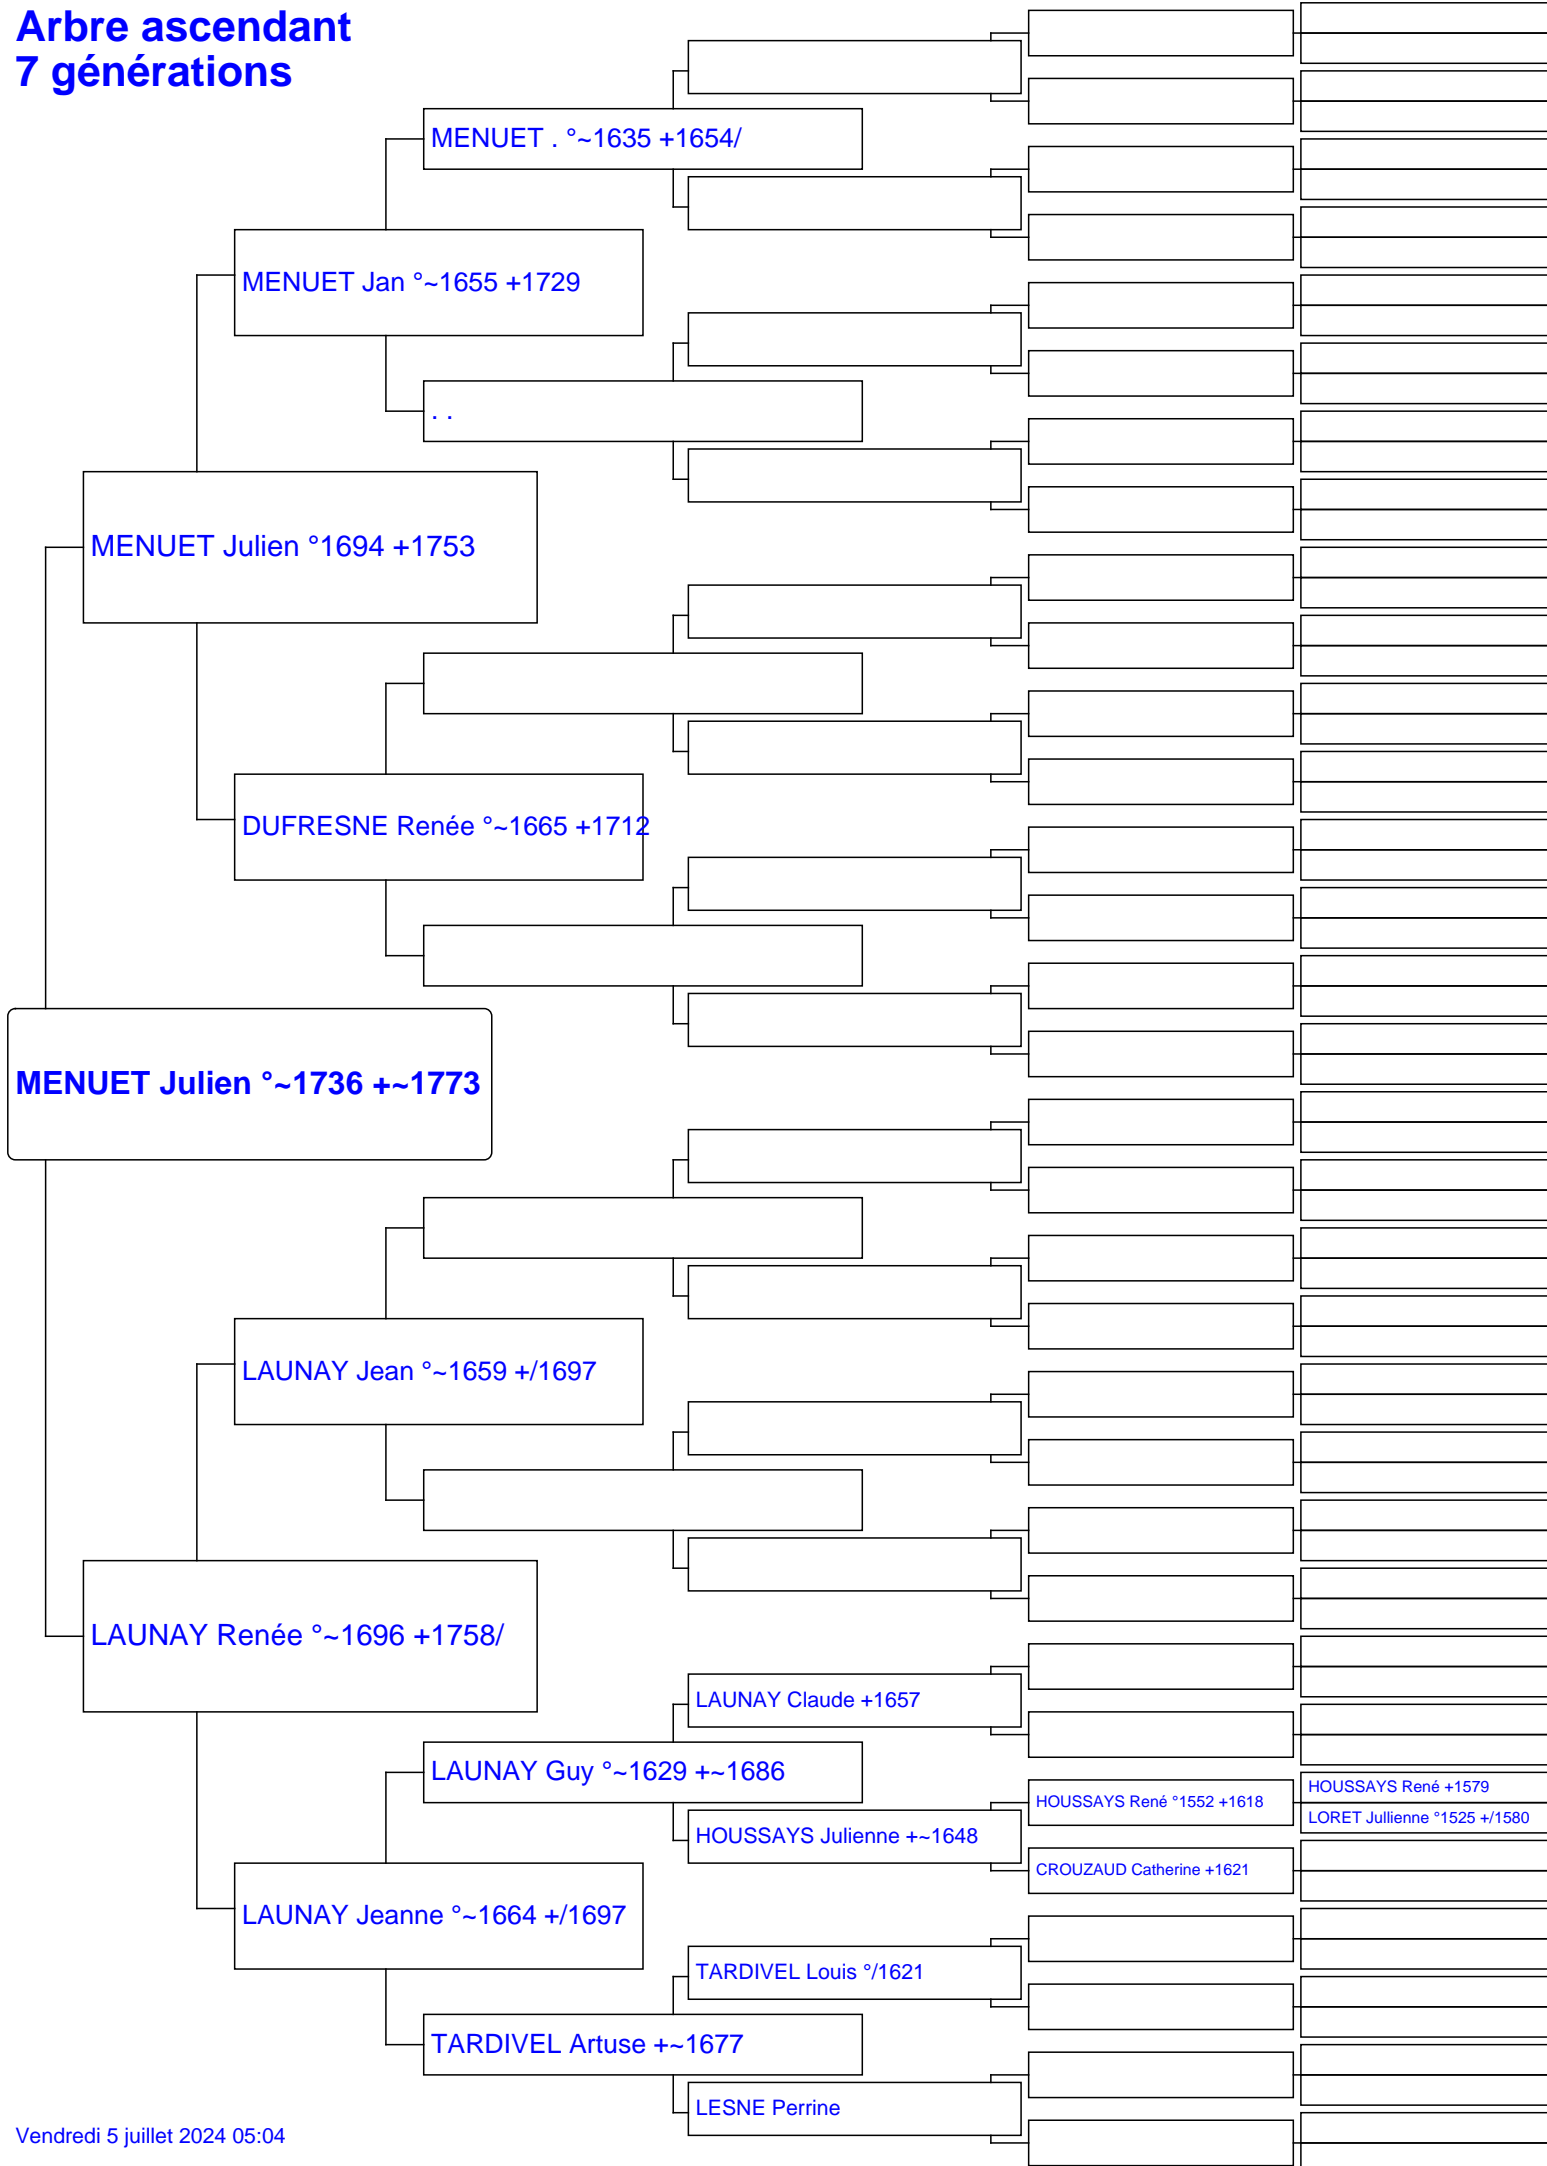 Arbre ascendant
7 générations
MENUET . °~1635 +1654/
MENUET Jan °~1655 +1729
. .
MENUET Julien °1694 +1753
DUFRESNE Renée °~1665 +1712
MENUET Julien °~1736 +~1773
LAUNAY Jean °~1659 +/1697
LAUNAY Renée °~1696 +1758/
LAUNAY Claude +1657
LAUNAY Guy °~1629 +~1686
HOUSSAYS René +1579
HOUSSAYS René °1552 +1618
LORET Jullienne °1525 +/1580
HOUSSAYS Julienne +~1648
CROUZAUD Catherine +1621
LAUNAY Jeanne °~1664 +/1697
TARDIVEL Louis °/1621
TARDIVEL Artuse +~1677
LESNE Perrine
Vendredi 5 juillet 2024 05:04